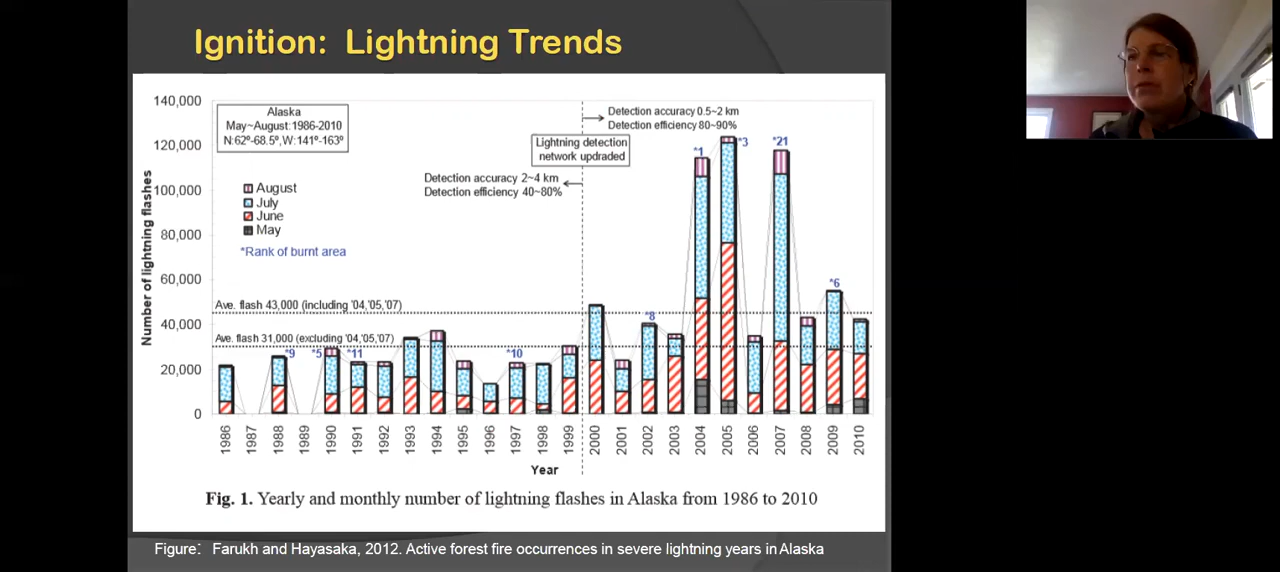 Ignition: Lightning Trends
140,000
120,000
100,000
80,000
60,000
40,000
20,000
0
Number of lightning flashes
Alaska
May~August:1986-2010
N:62º-68.5º,W:141º-163º
August
July
June
May
*Rank of burnt area
Detection accuracy 0.5~2 km
Detection efficiency 80~90%
Lightning detection
network updraded
Detection accuracy 2~4 km
Detection efficiency 40~80%
Ave. flash 43,000 (including '04,'05,'07)
Ave. flash 31,000 (excluding '04,'05,'07)
*9
*5
*11
*10
*8
*1
*3
*21
*6
1986
1987
1988
1989
1990
1991
1992
1993
1994
1995
1996
1997
1998
1999
2000
2001
2002
2003
2004
2005
2006
2007
2008
2009
2010
Year
Fig. 1. Yearly and monthly number of lightning flashes in Alaska from 1986 to 2010
Figure: Farukh and Hayasaka, 2012. Active forest fire occurrences in severe lightning years in Alaska